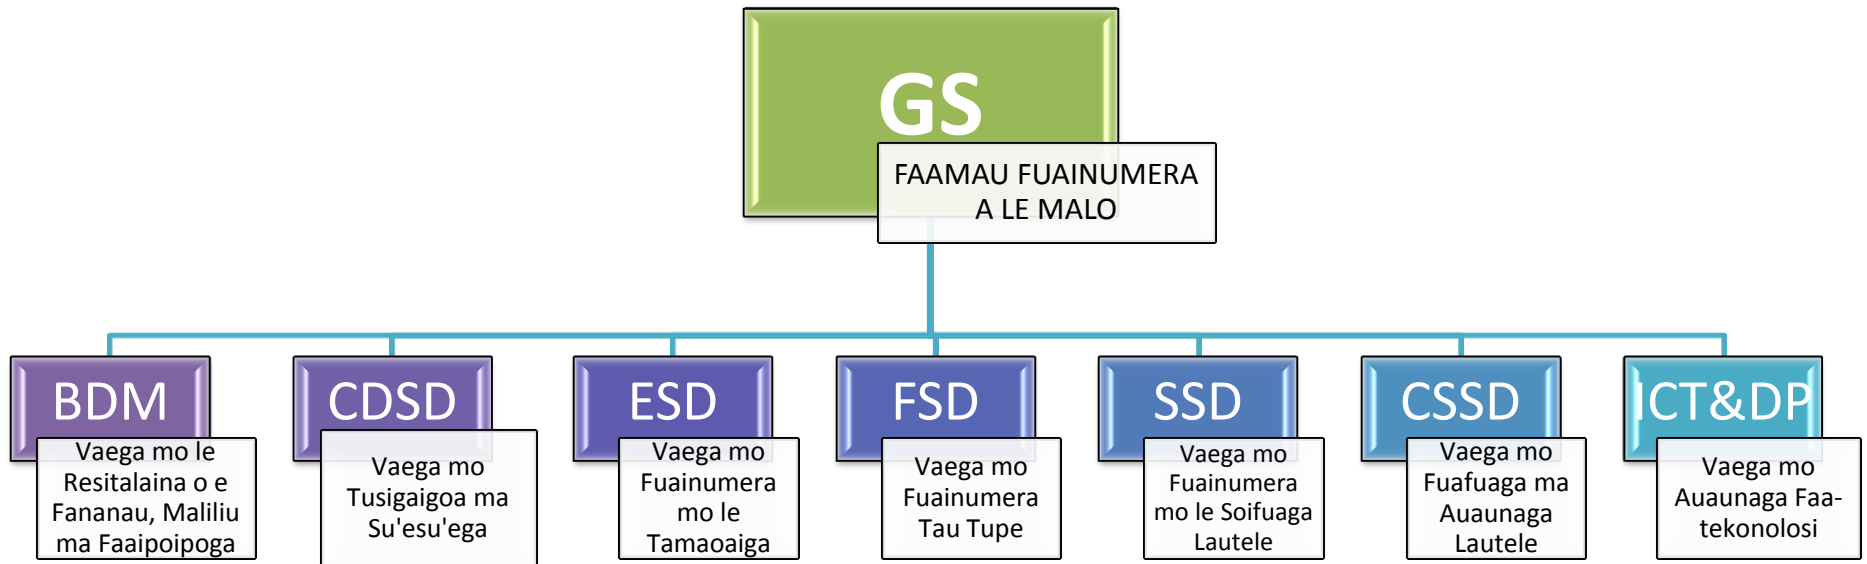 GS
FAAMAU FUAINUMERA
A LE MALO
BDM
Vaega mo le
Resitalaina o e
Fananau, Maliliu
ma Faaipoipoga
CDSD
Vaega mo
Tusigaigoa ma
Su'esu'ega
ESD
Vaega mo
Fuainumera
mo le
Tamaoaiga
FSD
Vaega mo
Fuainumera
Tau Tupe
SSD
Vaega mo
Fuainumera
mo le Soifuaga
Lautele
CSSD
Vaega mo
Fuafuaga ma
Auaunaga
Lautele
ICT&DP
Vaega mo
Auaunaga Faa-
tekonolosi